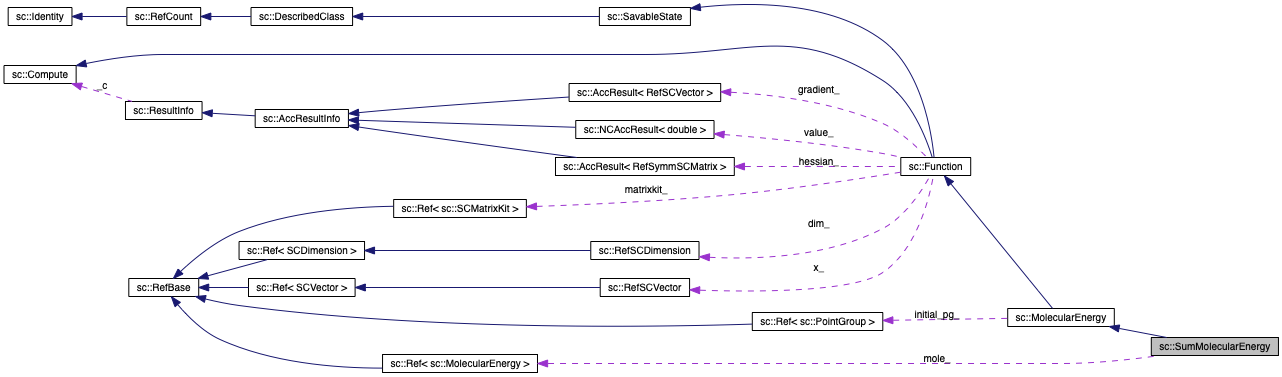 sc::Identity
sc::RefCount
sc::DescribedClass
sc::SavableState
sc::Compute
_c
sc::ResultInfo
sc::AccResultInfo
sc::AccResult< RefSCVector >
gradient_
sc::NCAccResult< double >
value_
sc::AccResult< RefSymmSCMatrix >
hessian_
sc::Function
matrixkit_
sc::Ref< sc::SCMatrixKit >
dim_
sc::Ref< SCDimension >
sc::RefSCDimension
x_
sc::RefBase
sc::Ref< SCVector >
sc::RefSCVector
sc::Ref< sc::PointGroup >
initial_pg_
sc::MolecularEnergy
sc::SumMolecularEnergy
sc::Ref< sc::MolecularEnergy >
mole_